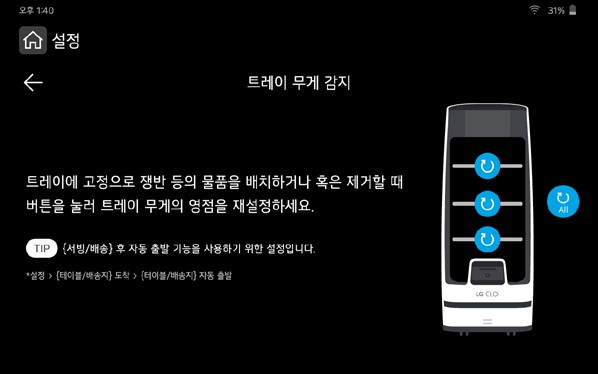 오후 1:40
31%
설정
트레이 무게 감지
트레이에 고정으로 쟁반 등의 물품을 배치하거나 혹은 제거할 때
버튼을 눌러 트레이 무게의 영점을 재설정하세요.
All
TIP {서빙/배송} 후 자동 출발 기능을 사용하기 위한 설정입니다.
*설정 > {테이블/배송지} 도착 > {테이블/배송지} 자동 출발
LG CLOi